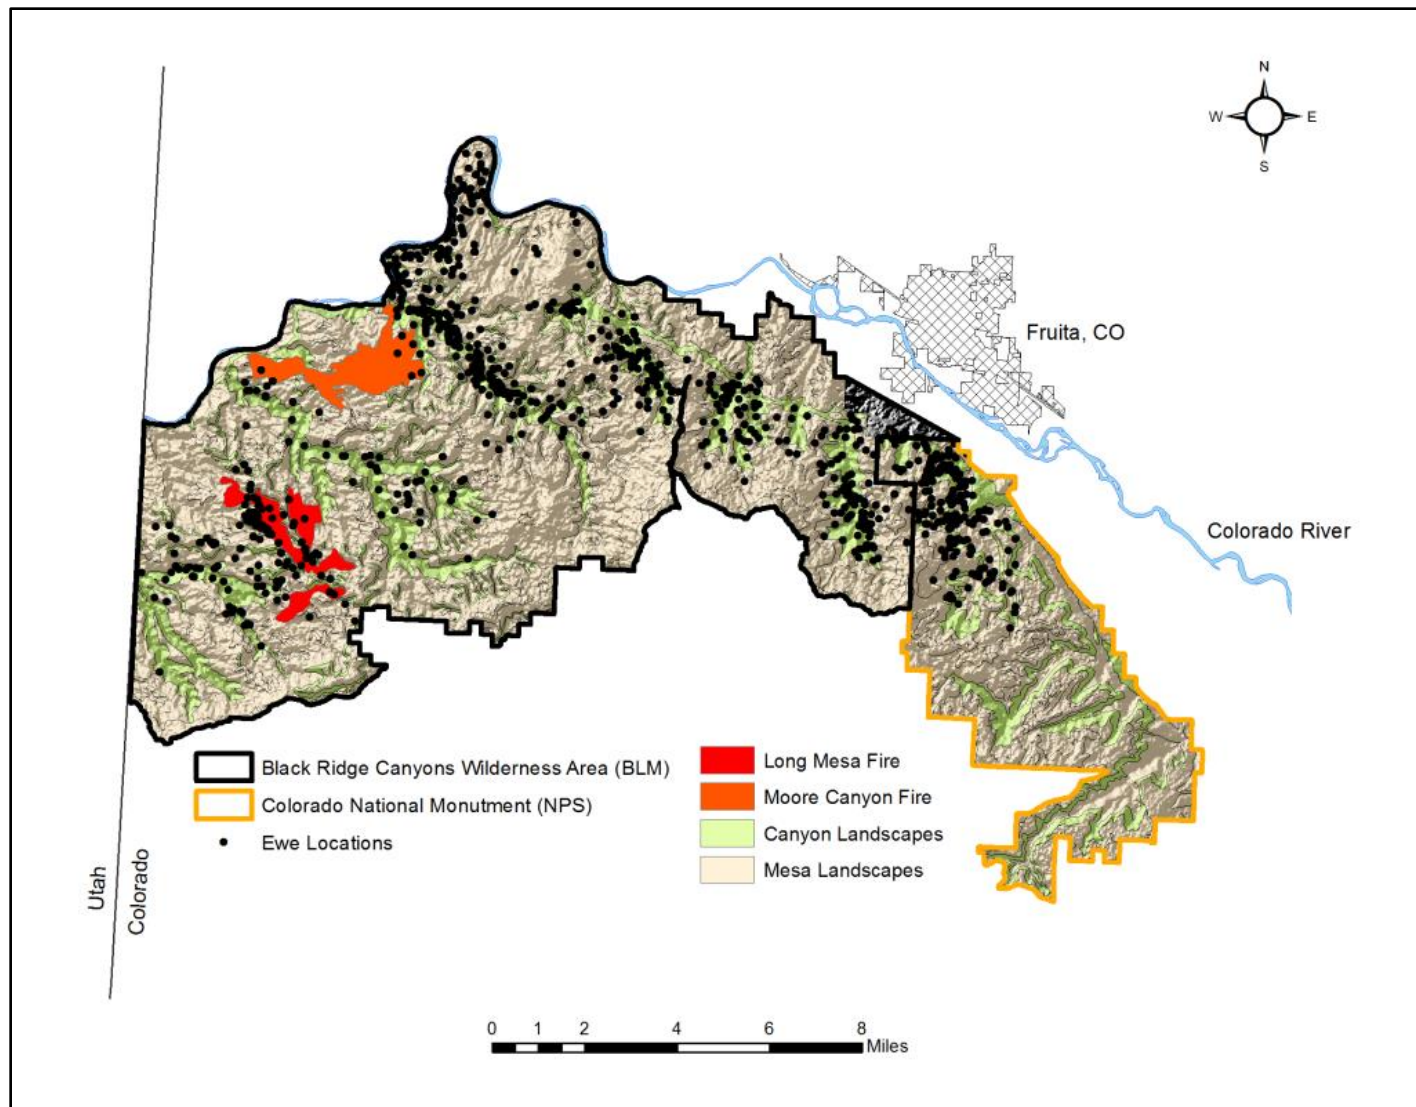 N
W E
S
Fruita, CO
Colorado River
Black Ridge Canyons Wilderness Area (BLM)
Colorado National Monutment (NPS)
Ewe Locations
Long Mesa Fire
Moore Canyon Fire
Canyon Landscapes
Mesa Landscapes
Utah
Colorado
0 1 2 4 6 8
Miles